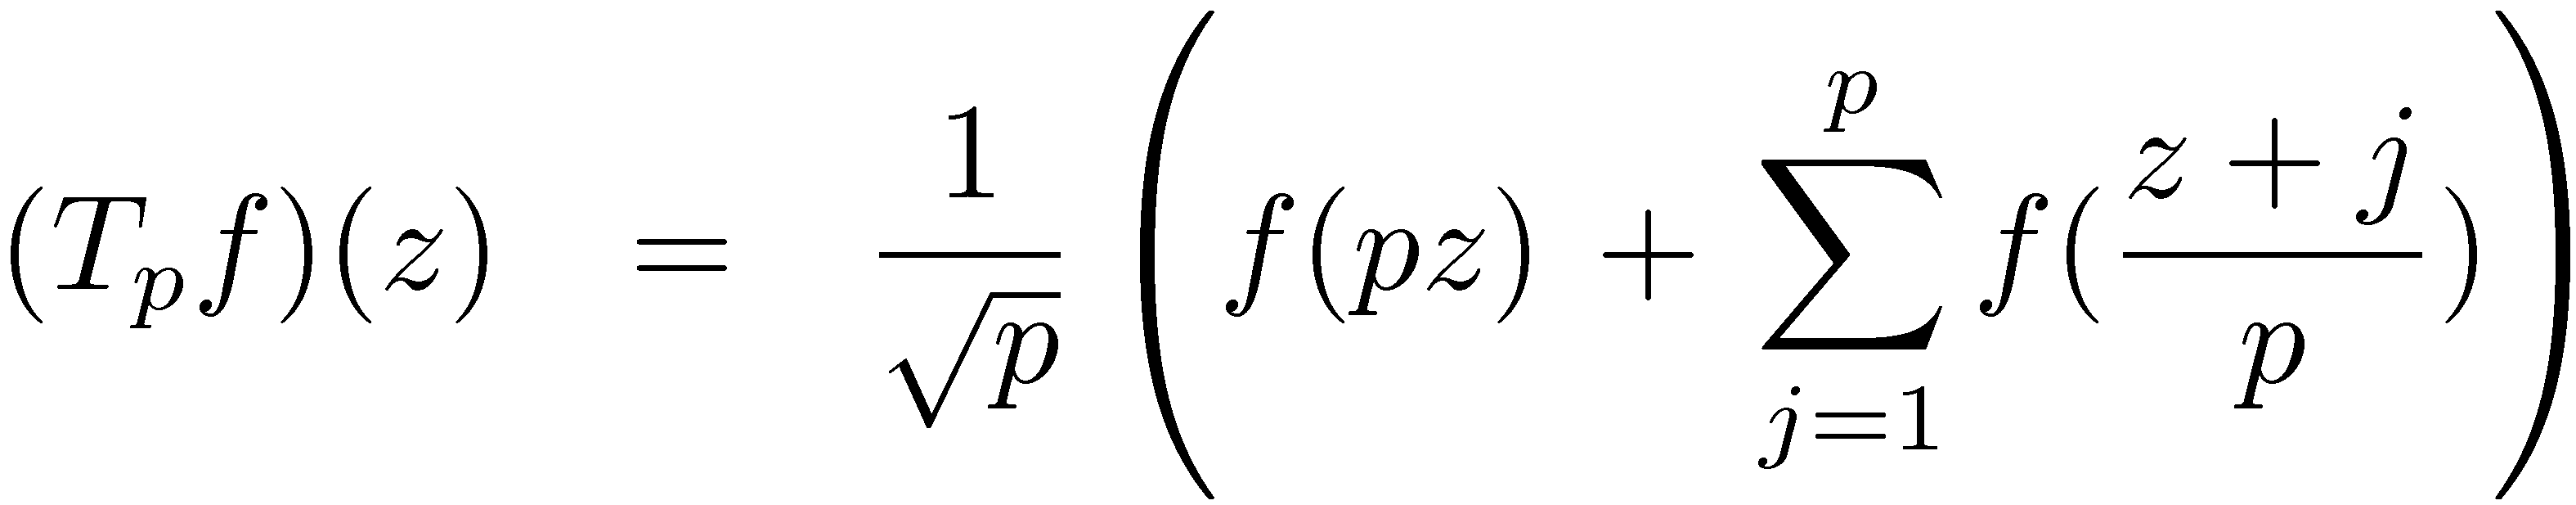 (T_p f)(z) = \frac{1}{\sqrt{p}} \left( f(pz) + \sum_{j=1}^{p} f(\frac{z+j}{p}) \right)